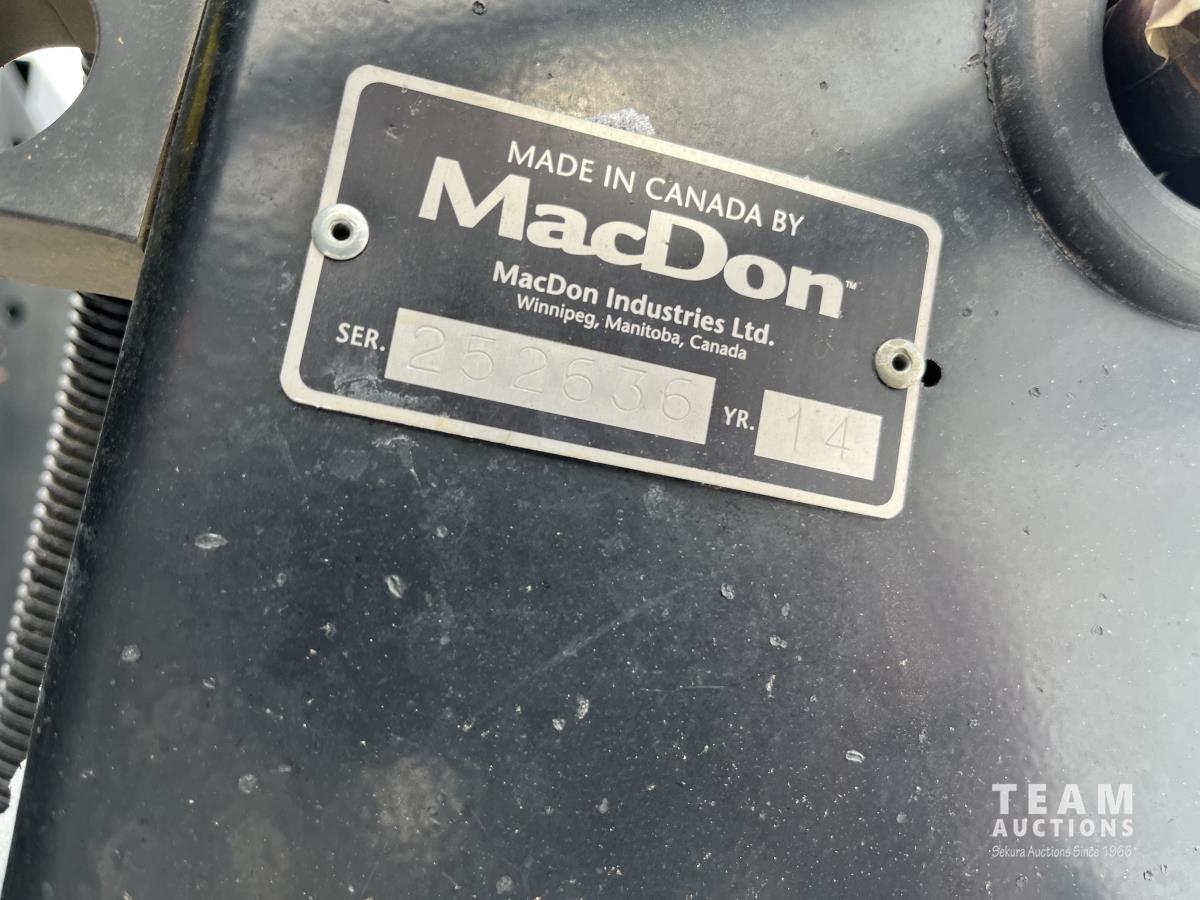 MADE IN CANADA BY
MacDon™
MacDon Industries Ltd.
Winnipeg, Manitoba, Canada
SER. 252636 YR. 14
TEAM
AUCTIONS
Sekura Auctions Since 1966